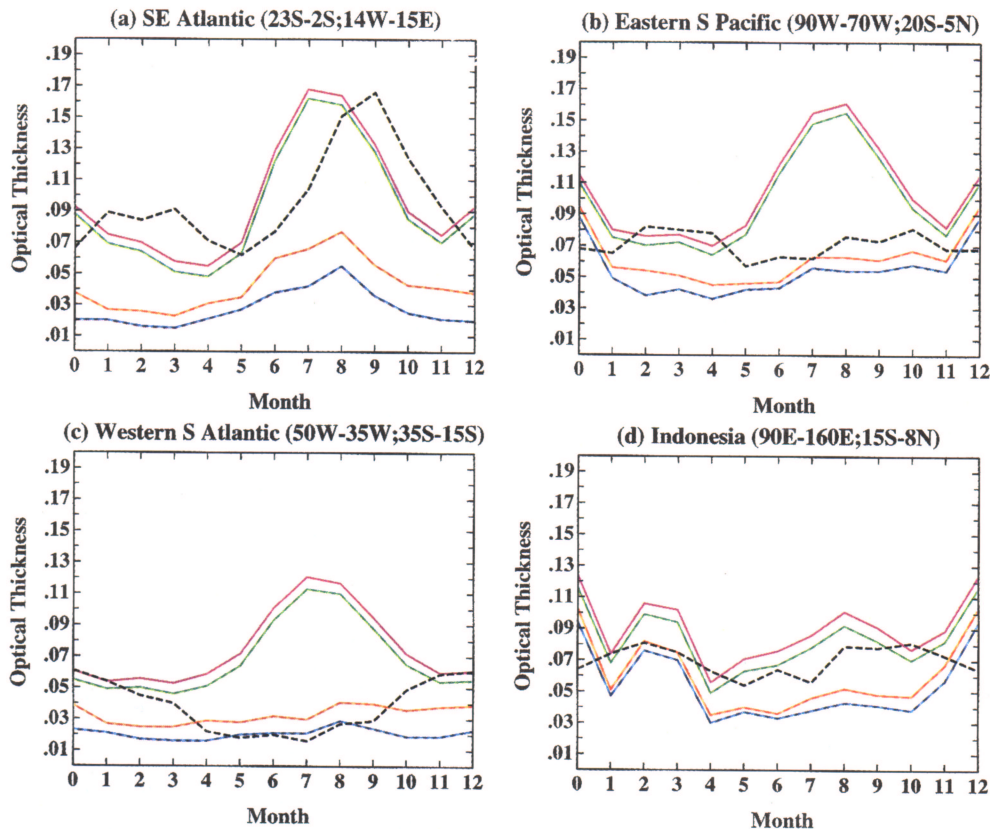 (a) SE Atlantic (23S-2S;14W-15E)
.19
.17
.15
.13
.11
.09
.07
.05
.03
.01
Optical Thickness
0 1 2 3 4 5 6 7 8 9 10 11 12
Month
(b) Eastern S Pacific (90W-70W;20S-5N)
.19
.17
.15
.13
.11
.09
.07
.05
.03
.01
Optical Thickness
0 1 2 3 4 5 6 7 8 9 10 11 12
Month
(c) Western S Atlantic (50W-35W;35S-15S)
.19
.17
.15
.13
.11
.09
.07
.05
.03
.01
Optical Thickness
0 1 2 3 4 5 6 7 8 9 10 11 12
Month
(d) Indonesia (90E-160E;15S-8N)
.19
.17
.15
.13
.11
.09
.07
.05
.03
.01
Optical Thickness
0 1 2 3 4 5 6 7 8 9 10 11 12
Month